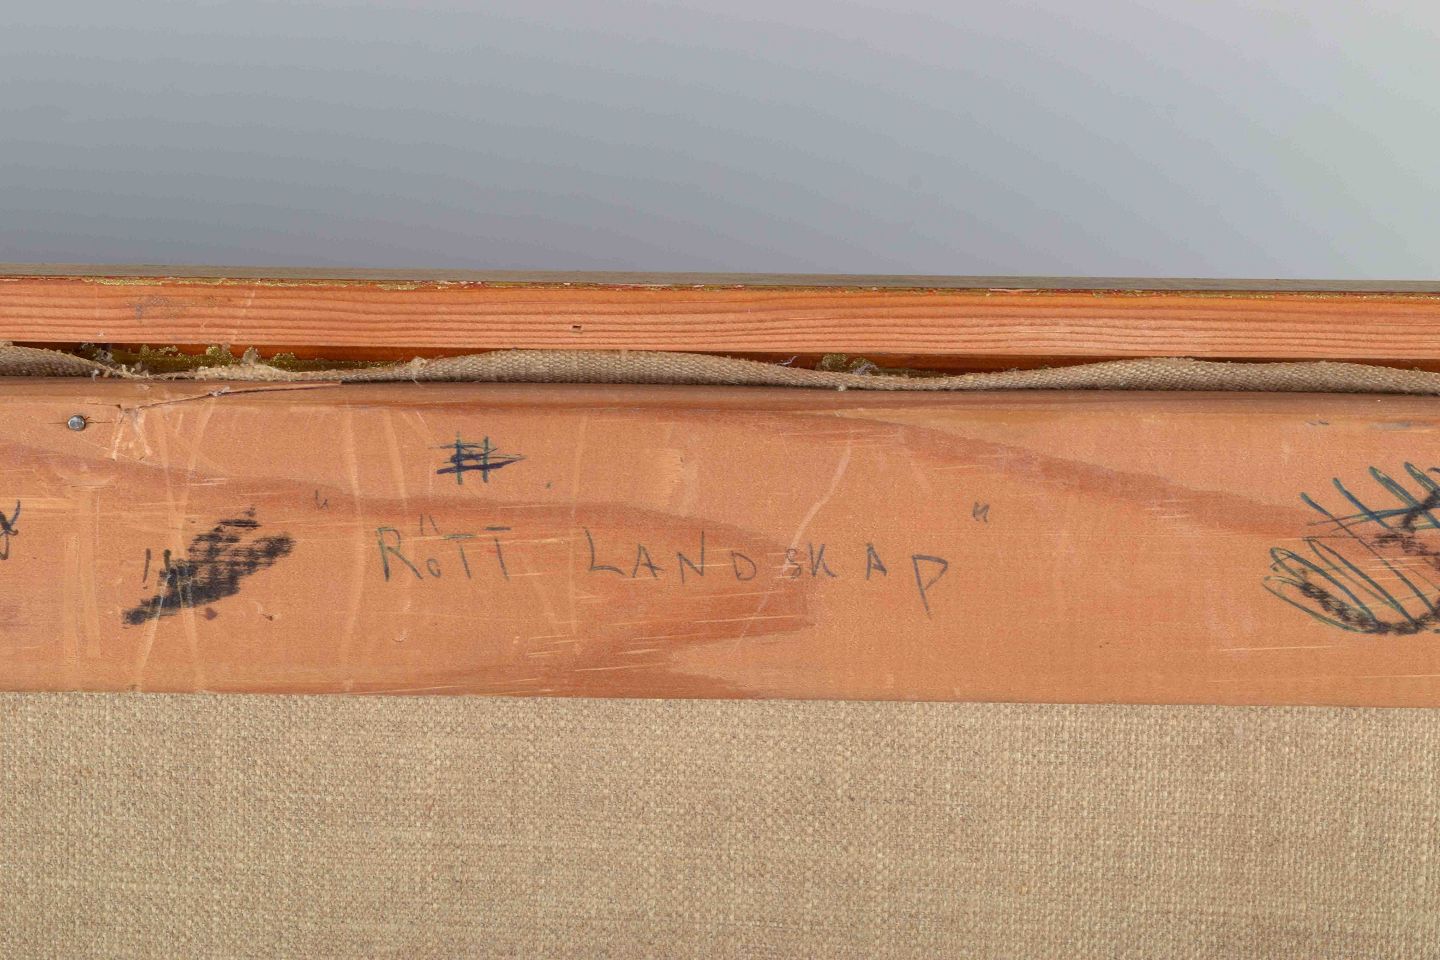 #
" RÖTT LANDSKAP "